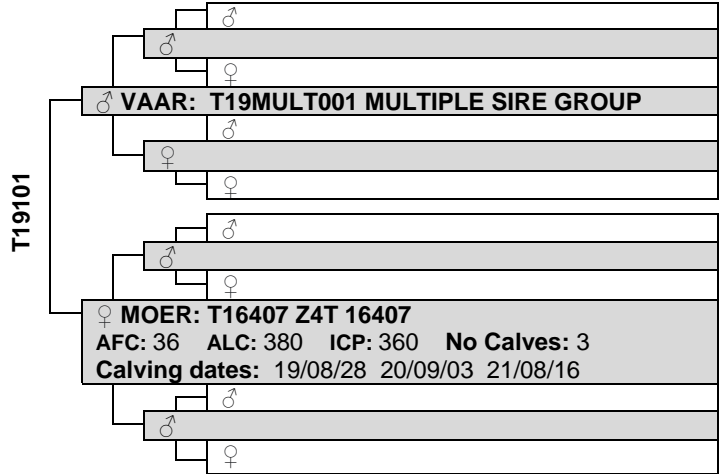 ♂
♂
♀
♂ VAAR: T19MULT001 MULTIPLE SIRE GROUP
♂
♀
♀
T19101
♂
♂
♀
♀ MOER: T16407 Z4T 16407
AFC: 36 ALC: 380 ICP: 360 No Calves: 3
Calving dates: 19/08/28 20/09/03 21/08/16
♂
♂
♀